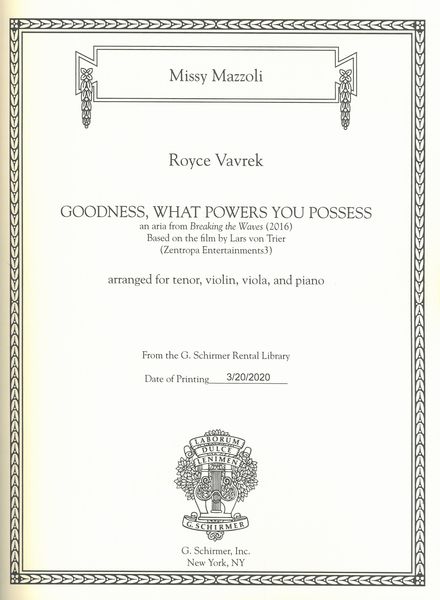 Missy Mazzoli
Royce Vavrek
GOODNESS, WHAT POWERS YOU POSSESS
an aria from Breaking the Waves (2016)
Based on the film by Lars von Trier
(Zentropa Entertainments3)
arranged for tenor, violin, viola, and piano
From the G. Schirmer Rental Library
Date of Printing 3/20/2020
LABORUM
DULCE
LENIMEN
G. SCHIRMER
G. Schirmer, Inc.
New York, NY